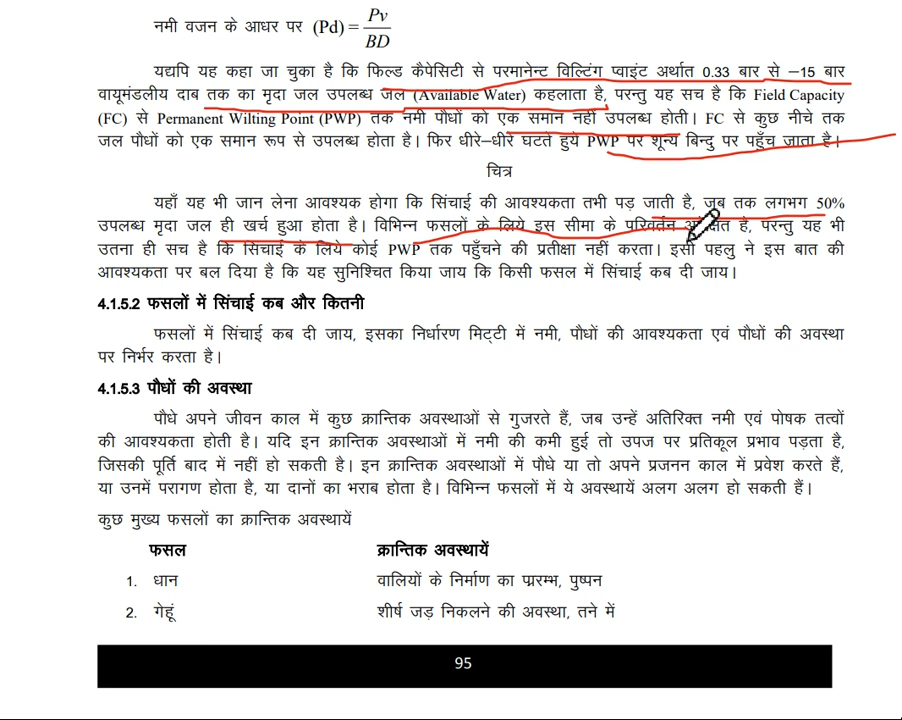 नमी वजन के आधर पर (Pd) = Pv / BD
यद्यपि यह कहा जा चुका है कि फिल्ड कैपेसिटी से परमानेन्ट विल्टिंग प्वाइंट अर्थात 0.33 बार से –15 बार
वायूमंडलीय दाब तक का मृदा जल उपलब्ध जल (Available Water) कहलाता है, परन्तु यह सच है कि Field Capacity
(FC) से Permanent Wilting Point (PWP) तक नमी पौधों को एक समान नहीं उपलब्ध होती। FC से कुछ नीचे तक
जल पौधों को एक समान रूप से उपलब्ध होता है। फिर धीरे–धीरे घटते हुये PWP पर शून्य बिन्दु पर पहुँच जाता है।
चित्र
यहाँ यह भी जान लेना आवश्यक होगा कि सिंचाई की आवश्यकता तभी पड़ जाती है, जब तक लगभग 50%
उपलब्ध मृदा जल ही खर्च हुआ होता है। विभिन्न फसलों के लिये इस सीमा के परिवर्तन है, परन्तु यह भी
उतना ही सच है कि सिंचाई के लिये कोई PWP तक पहुँचने की प्रतीक्षा नहीं करता। इसी पहलु ने इस बात की
आवश्यकता पर बल दिया है कि यह सुनिश्चित किया जाय कि किसी फसल में सिंचाई कब दी जाय।
4.1.5.2 फसलों में सिंचाई कब और कितनी
फसलों में सिंचाई कब दी जाय, इसका निर्धारण मिट्टी में नमी, पौधों की आवश्यकता एवं पौधों की अवस्था
पर निर्भर करता है।
4.1.5.3 पौधों की अवस्था
पौधे अपने जीवन काल में कुछ क्रान्तिक अवस्थाओं से गुजरते हैं, जब उन्हें अतिरिक्त नमी एवं पोषक तत्वों
की आवश्यकता होती है। यदि इन क्रान्तिक अवस्थाओं में नमी की कमी हुई तो उपज पर प्रतिकूल प्रभाव पड़ता है,
जिसकी पूर्ति बाद में नहीं हो सकती है। इन क्रान्तिक अवस्थाओं में पौधे या तो अपने प्रजनन काल में प्रवेश करते हैं,
या उनमें परागण होता है, या दानों का भराब होता है। विभिन्न फसलों में ये अवस्थायें अलग अलग हो सकती हैं।
कुछ मुख्य फसलों का क्रान्तिक अवस्थायें
फसल क्रान्तिक अवस्थायें
1. धान वालियों के निर्माण का प्रारम्भ, पुष्पन
2. गेहूं शीर्ष जड़ निकलने की अवस्था, तने में
95